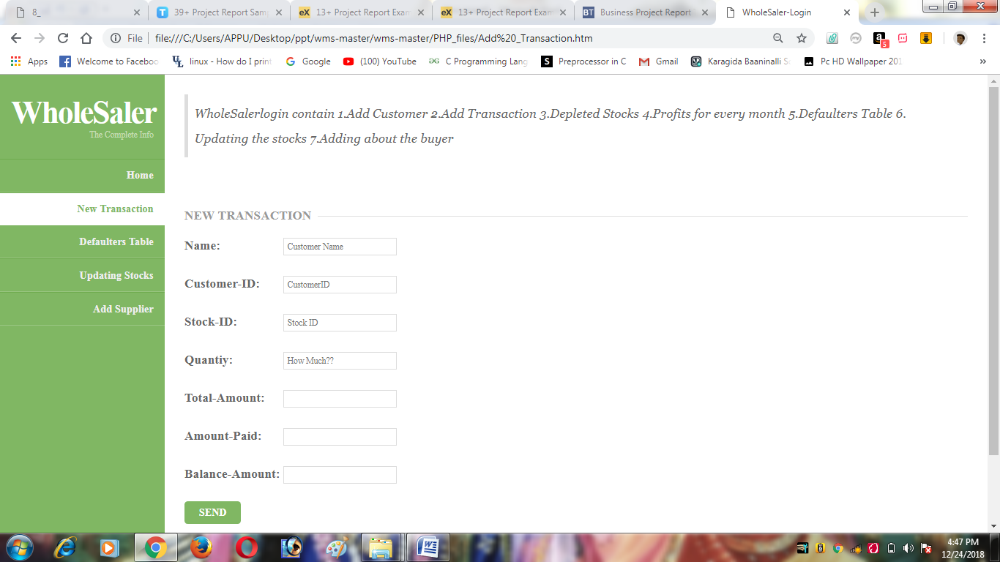 8_
39+ Project Report Sam
13+ Project Report Exam
13+ Project Report Exam
Business Project Report
WholeSaler-Login
File
file:///C:/Users/APPU/Desktop/ppt/wms-master/wms-master/PHP_files/Add%20_Transaction.htm
5
Apps
Welcome to Faceboo
linux - How do I print
Google
(100) YouTube
C Programming Lang
Preprocessor in C
Gmail
Karagida Baaninalli S
Pc HD Wallpaper 201
WholeSaler
The Complete Info
Home
New Transaction
Defaulters Table
Updating Stocks
Add Supplier
WholeSalerlogin contain 1.Add Customer 2.Add Transaction 3.Depleted Stocks 4.Profits for every month 5.Defaulters Table 6.
Updating the stocks 7.Adding about the buyer
NEW TRANSACTION
Name: Customer Name
Customer-ID: CustomerID
Stock-ID: Stock ID
Quantiy: How Much??
Total-Amount:
Amount-Paid:
Balance-Amount:
SEND
4:47 PM
12/24/2018